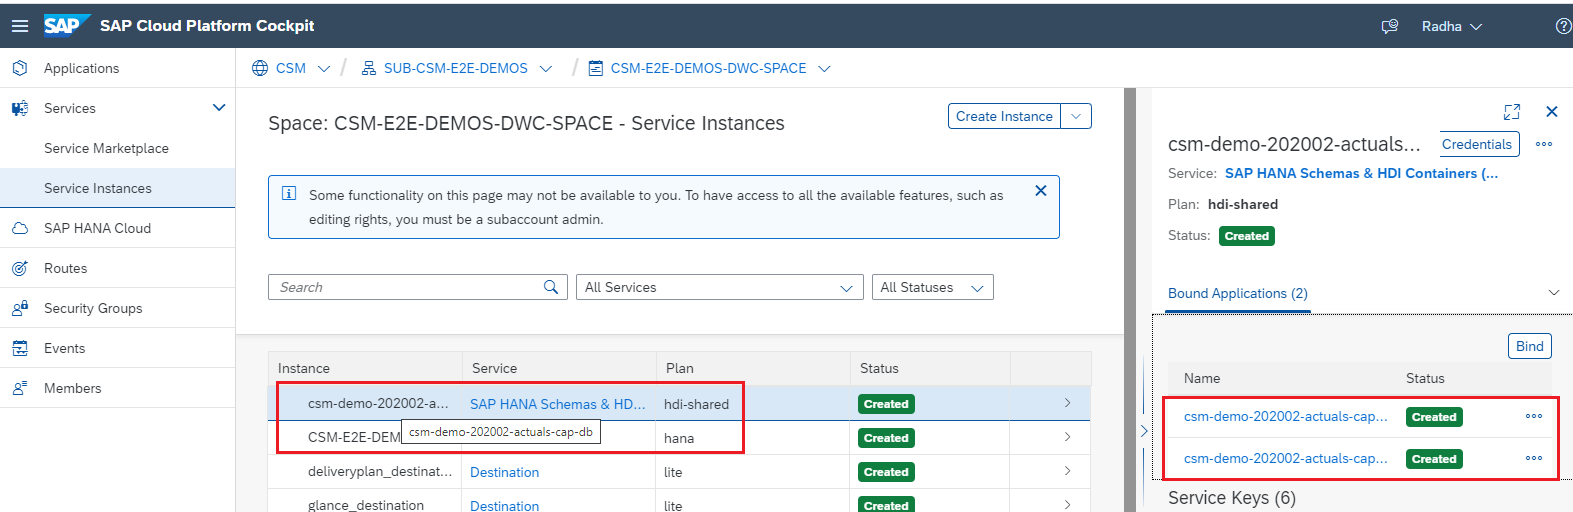 SAP SAP Cloud Platform Cockpit Radha
Applications
Services
Service Marketplace
Service Instances
SAP HANA Cloud
Routes
Security Groups
Events
Members
CSM / SUB-CSM-E2E-DEMOS / CSM-E2E-DEMOS-DWC-SPACE
Space: CSM-E2E-DEMOS-DWC-SPACE - Service Instances
Create Instance
Some functionality on this page may not be available to you. To have access to all the available features, such as
editing rights, you must be a subaccount admin.
Search All Services All Statuses
Instance Service Plan Status
csm-demo-202002-a... SAP HANA Schemas & HD... hdi-shared Created
CSM-E2E-DEM hana Created
csm-demo-202002-actuals-cap-db
deliveryplan_destinat... Destination lite Created
glance_destination Destination lite Created
csm-demo-202002-actuals...
Credentials
Service: SAP HANA Schemas & HDI Containers (...
Plan: hdi-shared
Status: Created
Bound Applications (2)
Bind
Name Status
csm-demo-202002-actuals-cap... Created
csm-demo-202002-actuals-cap... Created
Service Keys (6)